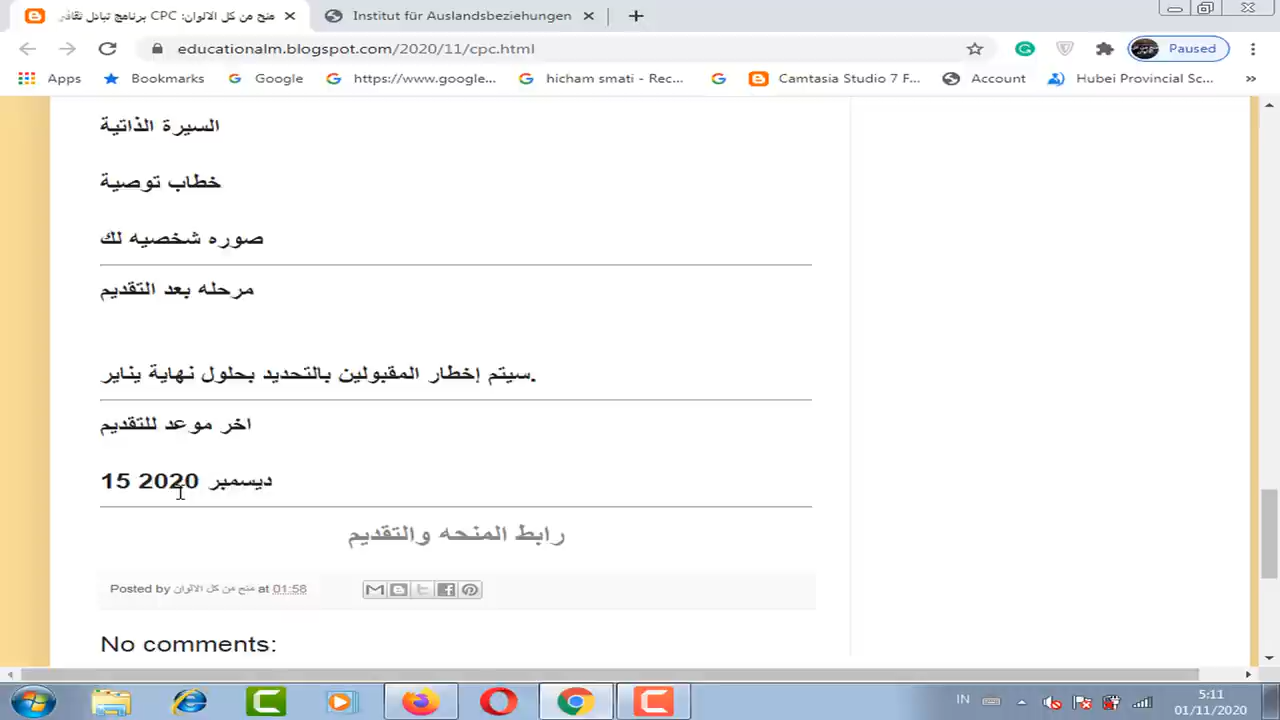 منح من كل الالوان: CPC برنامج تبادل ثقافي
Institut für Auslandsbeziehungen
educationalm.blogspot.com/2020/11/cpc.html
Paused
Apps
Bookmarks
Google
https://www.google...
hicham smati - Rec...
Camtasia Studio 7 F...
Account
Hubei Provincial Sc...
»
السيرة الذاتية
خطاب توصية
صوره شخصيه لك
مرحله بعد التقديم
سيتم إخطار المقبولين بالتحديد بحلول نهاية يناير.
اخر موعد للتقديم
15 ديسمبر 2020
رابط المنحه والتقديم
Posted by منح من كل الالوان at 01:58
No comments:
IN
5:11
01/11/2020